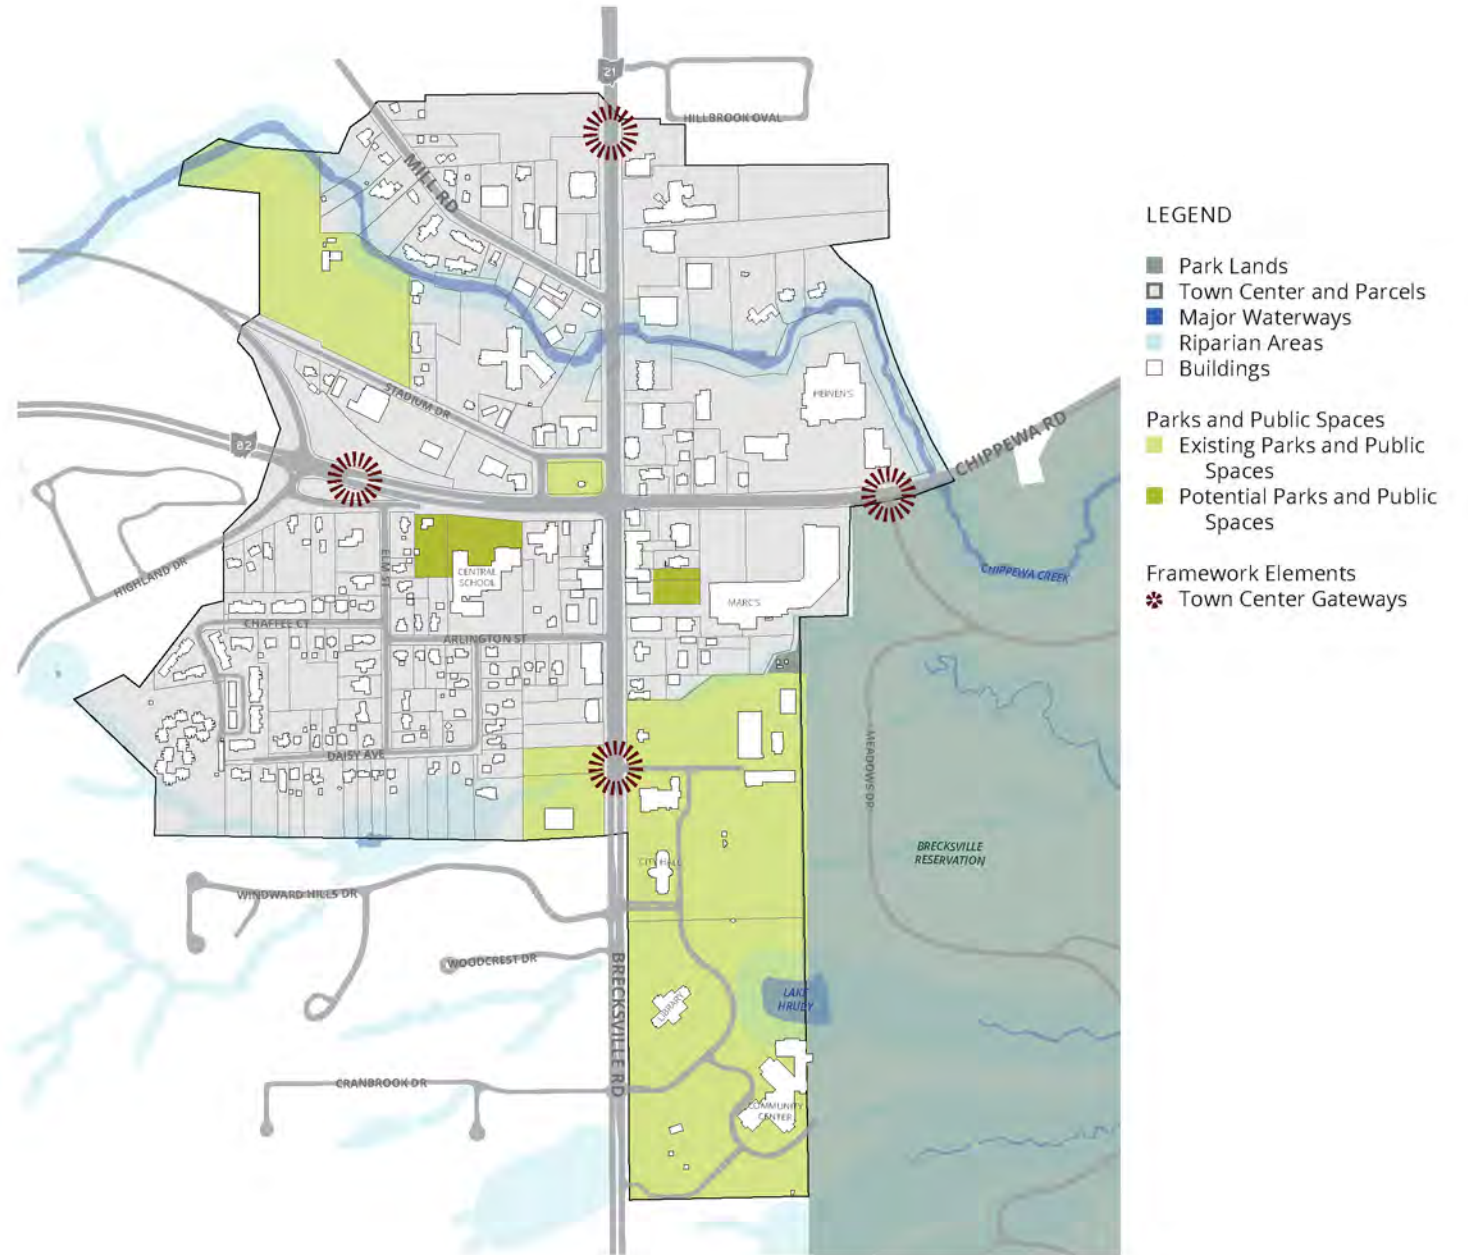 21
HILLBROOK OVAL
MILL RD
LEGEND
Park Lands
Town Center and Parcels
Major Waterways
Riparian Areas
Buildings
Parks and Public Spaces
Existing Parks and Public
Spaces
Potential Parks and Public
Spaces
Framework Elements
Town Center Gateways
STADIUM DR
HEINEN'S
82
CHIPPEWA RD
HIGHLAND DR
ELM ST
CENTRAL
SCHOOL
CHIPPEWA CREEK
MARC'S
CHAFFEE CT
ARLINGTON ST
DAISY AVE
MEADOWS DR
BRECKSVILLE
RESERVATION
CITY HALL
WINDWARD HILLS DR
WOODCREST DR
BRECKSVILLE RD
LIBRARY
LAKE
HRUBY
CRANBROOK DR
COMMUNITY
CENTER